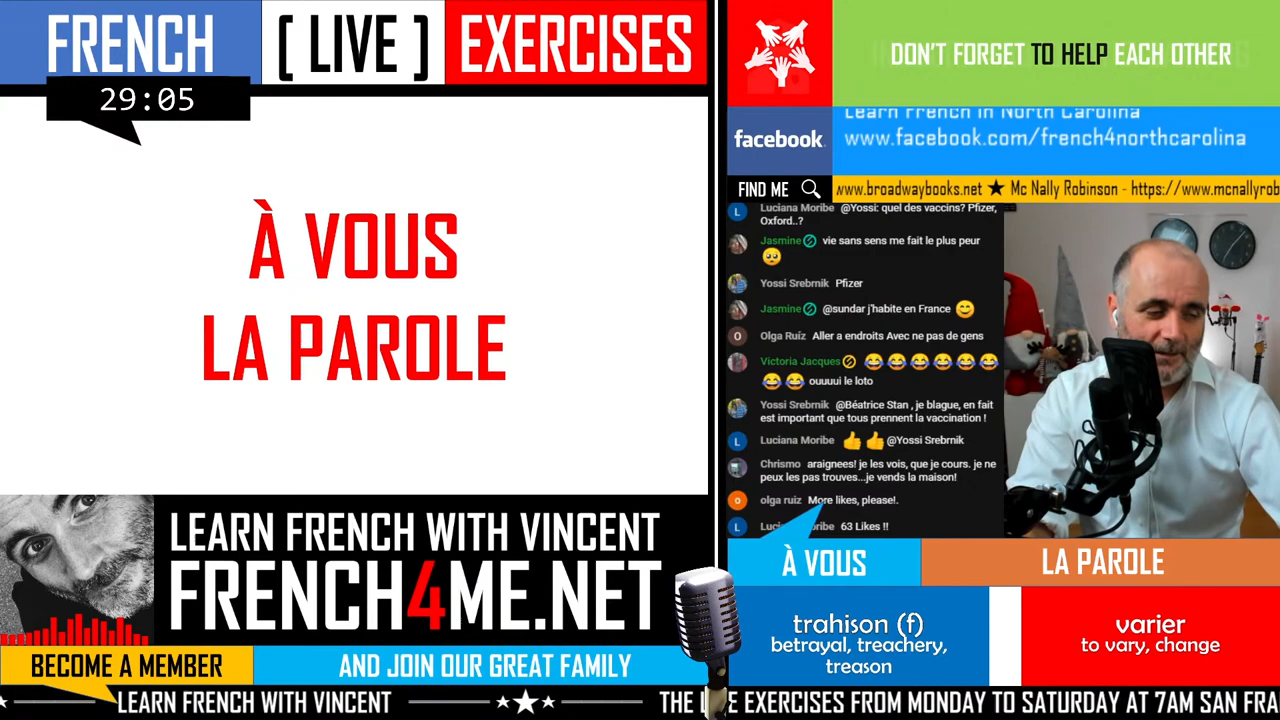 FRENCH
[ LIVE ]
EXERCISES
29:05
À VOUS
LA PAROLE
LEARN FRENCH WITH VINCENT
FRENCH4ME.NET
BECOME A MEMBER
AND JOIN OUR GREAT FAMILY
DON'T FORGET TO HELP EACH OTHER
facebook
Learn French in North Carolina
www.facebook.com/french4northcarolina
FIND ME
www.broadwaybooks.net ★ Mc Nally Robinson - https://www.mcnallyrob
L Luciana Moribe @Yossi: quel des vaccins? Pfizer,
Oxford..?
Jasmine vie sans sens me fait le plus peur
🥺
Yossi Srebrnik Pfizer
Jasmine @sundar j'habite en France 😊
O Olga Ruiz Aller a endroits Avec ne pas de gens
Victoria Jacques 😂😂😂😂😂😂
😂😂 ouuuui le loto
Yossi Srebrnik @Béatrice Stan , je blague, en fait
est important que tous prennent la vaccination !
L Luciana Moribe 👍👍@Yossi Srebrnik
Chrismo araignees! je les vois, que je cours. je ne
peux les pas trouves...je vends la maison!
o olga ruiz More likes, please!.
L Luciana Moribe 63 Likes !!
À VOUS
LA PAROLE
trahison (f)
betrayal, treachery,
treason
varier
to vary, change
LEARN FRENCH WITH VINCENT ★ THE LIVE EXERCISES FROM MONDAY TO SATURDAY AT 7AM SAN FRA